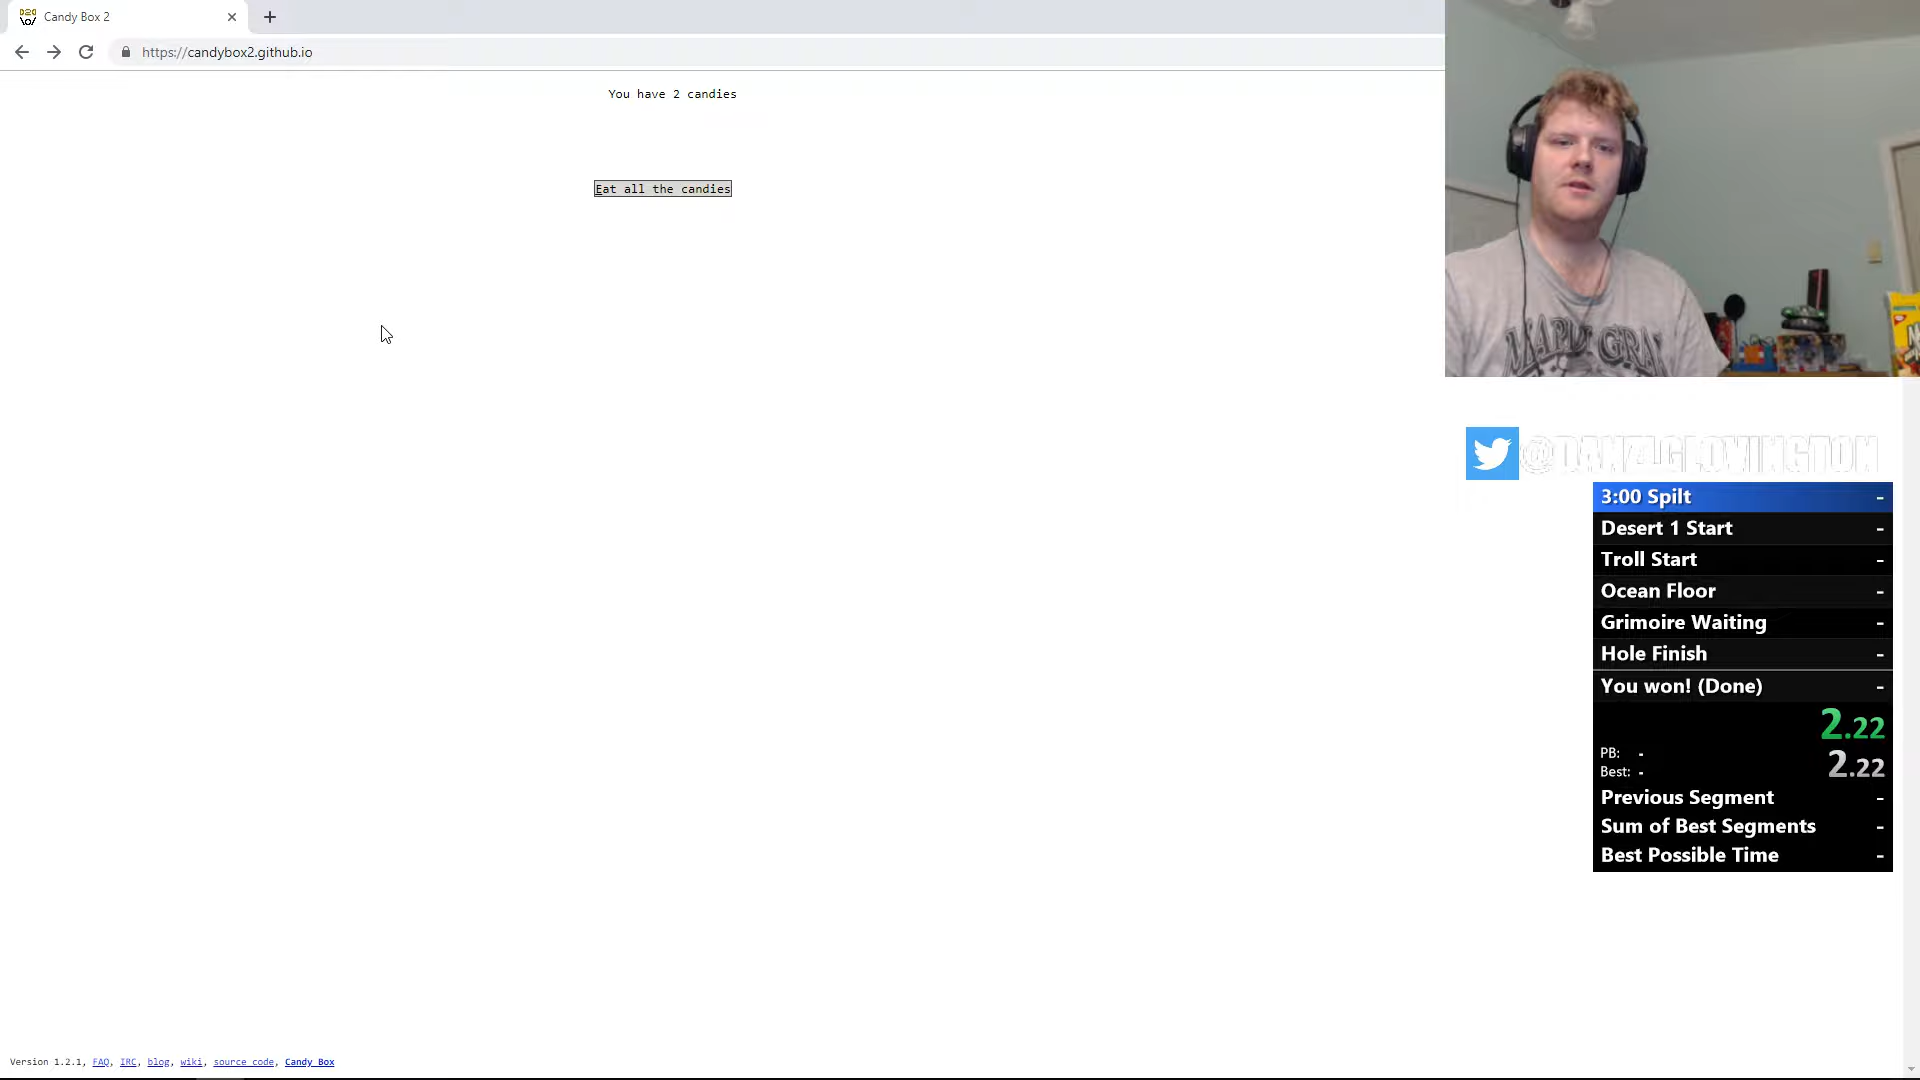 Candy Box 2
https://candybox2.github.io
You have 2 candies
Eat all the candies
MAPLE GRAY
@DANZLGLOVINGTON
3:00 Spilt -
Desert 1 Start -
Troll Start -
Ocean Floor -
Grimoire Waiting -
Hole Finish -
You won! (Done) -
2.22
PB: -
Best: -
2.22
Previous Segment -
Sum of Best Segments -
Best Possible Time -
Version 1.2.1, FAQ, IRC, blog, wiki, source code, Candy Box